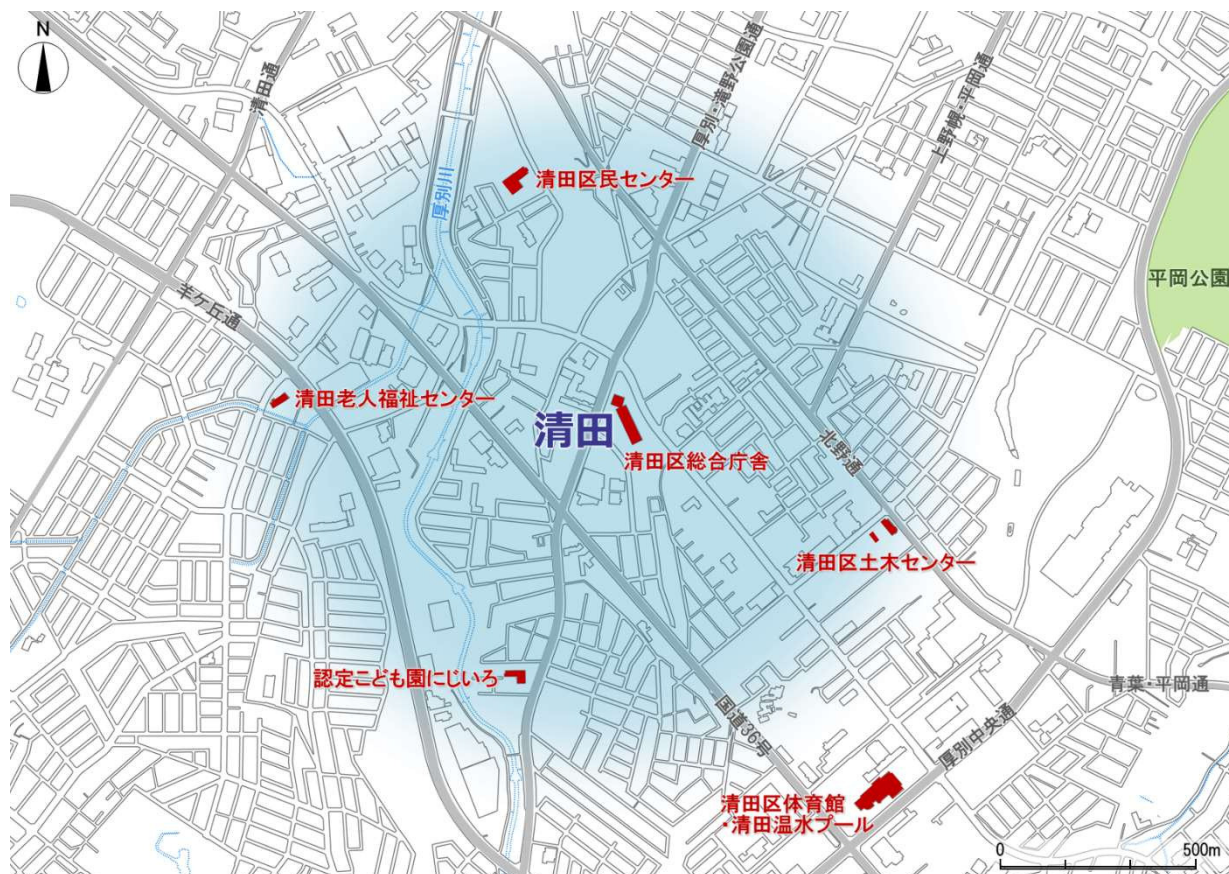 N
清田通
厚別・滝野公園通
上野幌・平岡通
厚別川
清田区民センター
平岡公園
羊ケ丘通
清田老人福祉センター
清田
清田区総合庁舎
北野通
清田区土木センター
認定こども園にじいろ
青葉・平岡通
国道36号
厚別中央通
清田区体育館
・清田温水プール
0
500m